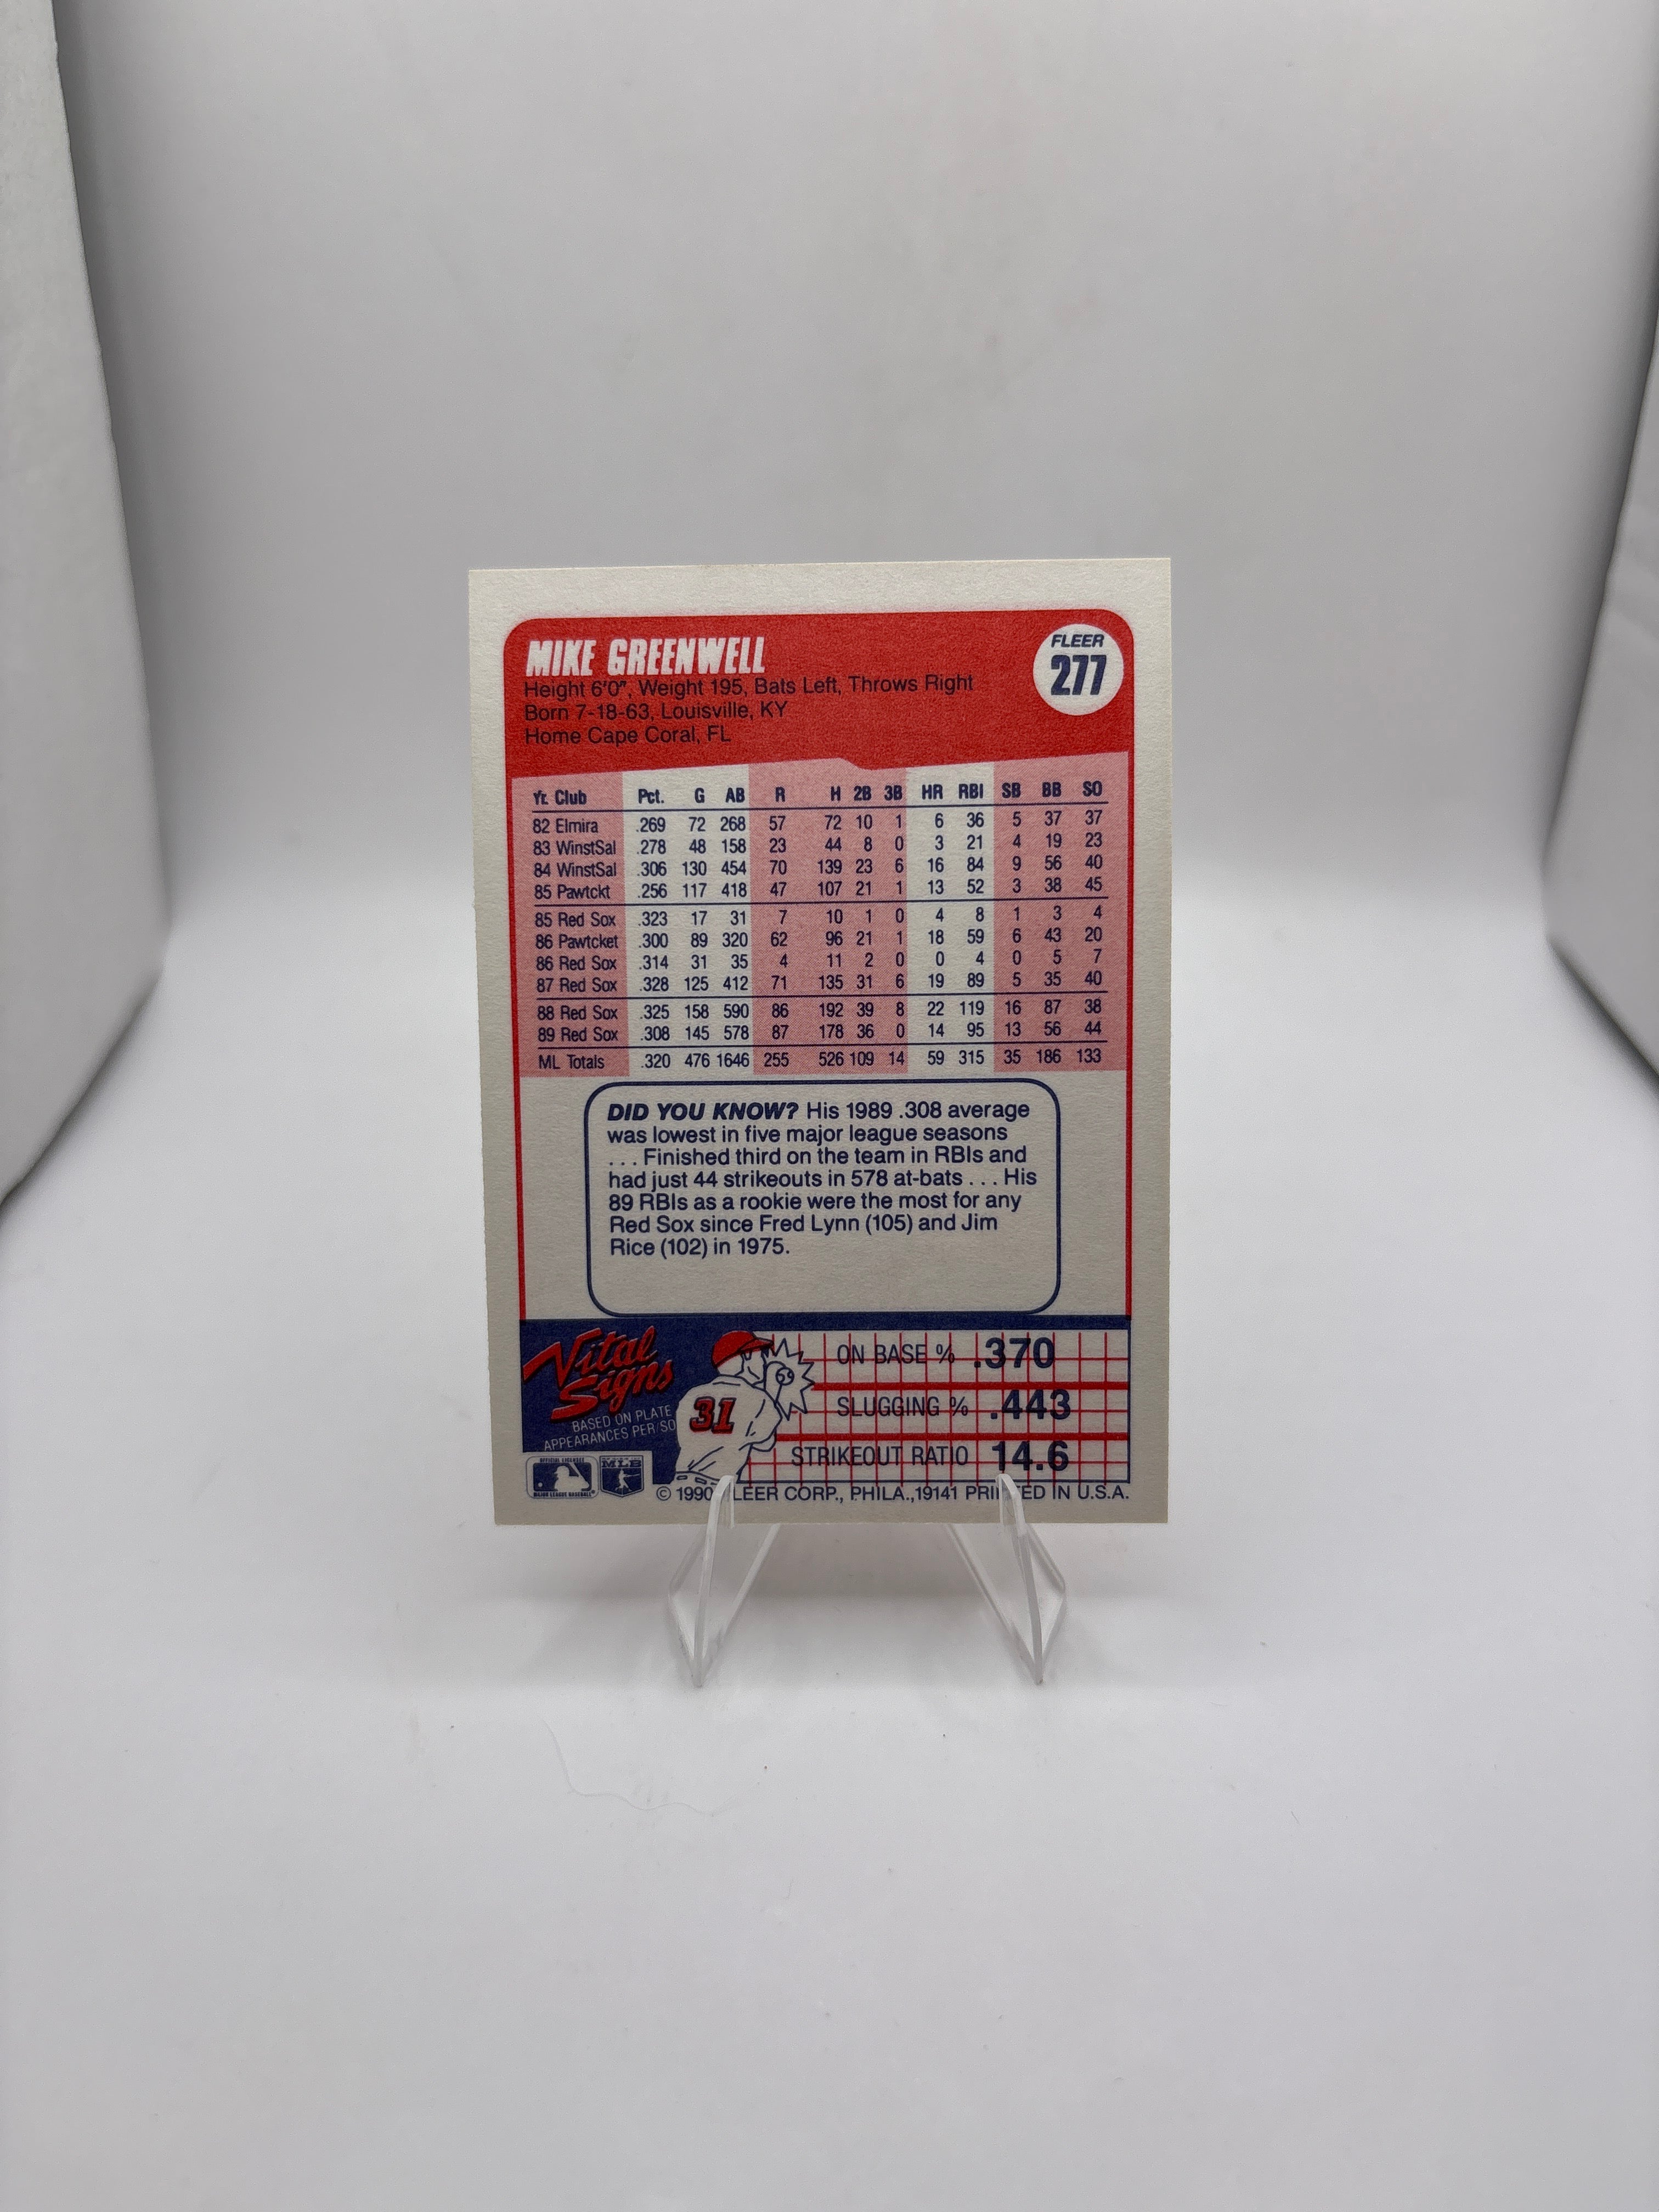 MIKE GREENWELL
FLEER
277
Height 6'0", Weight 195, Bats Left, Throws Right
Born 7-18-63, Louisville, KY
Home Cape Coral, FL
Yr. Club Pct. G AB R H 2B 3B HR RBI SB BB SO
82 Elmira .269 72 268 57 72 10 1 6 36 5 37 37
83 WinstSal .278 48 158 23 44 8 0 3 21 4 19 23
84 WinstSal .306 130 454 70 139 23 6 16 84 9 56 40
85 Pawtckt .256 117 418 47 107 21 1 13 52 3 38 45
85 Red Sox .323 17 31 7 10 1 0 4 8 1 3 4
86 Pawtcket .300 89 320 62 96 21 1 18 59 6 43 20
86 Red Sox .314 31 35 4 11 2 0 0 4 0 5 7
87 Red Sox .328 125 412 71 135 31 6 19 89 5 35 40
88 Red Sox .325 158 590 86 192 39 8 22 119 16 87 38
89 Red Sox .308 145 578 87 178 36 0 14 95 13 56 44
ML Totals .320 476 1646 255 526 109 14 59 315 35 186 133
DID YOU KNOW? His 1989 .308 average
was lowest in five major league seasons
... Finished third on the team in RBIs and
had just 44 strikeouts in 578 at-bats ... His
89 RBIs as a rookie were the most for any
Red Sox since Fred Lynn (105) and Jim
Rice (102) in 1975.
Vital
Signs
BASED ON PLATE
APPEARANCES PER/SO
31
ON BASE % .370
SLUGGING % .443
STRIKEOUT RATIO 14.6
MLB
© 1990 FLEER CORP., PHILA.,19141 PRINTED IN U.S.A.